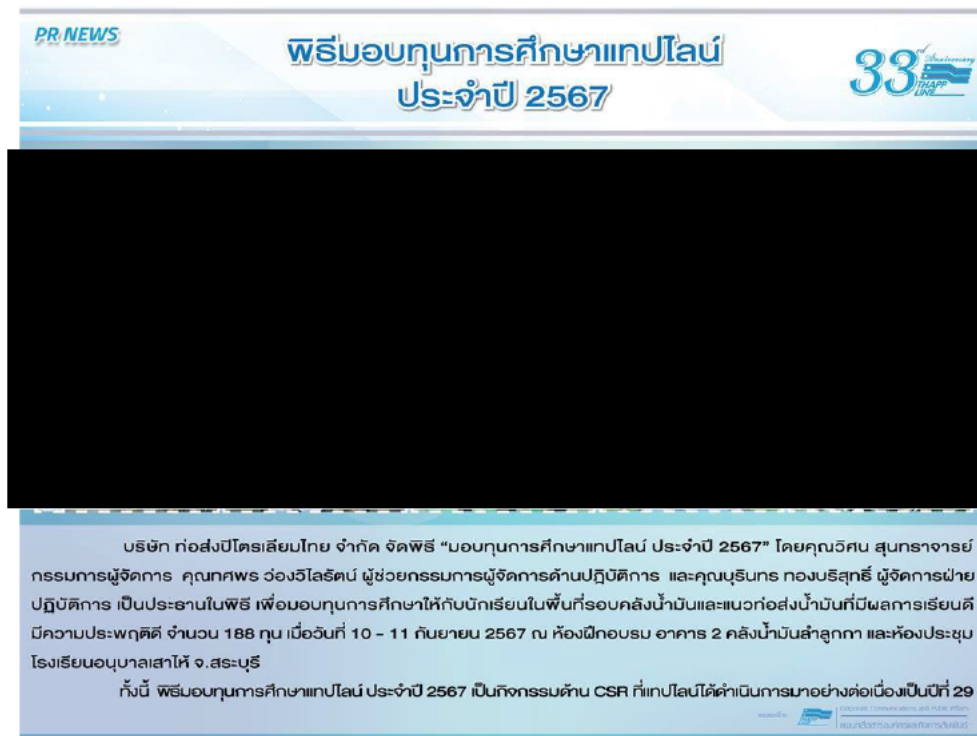 PR NEWS
พิธีมอบทุนการศึกษาแทปไลน์
ประจำปี 2567
33rd Anniversary
THAPP
LINE
บริษัท ท่อส่งปิโตรเลียมไทย จำกัด จัดพิธี “มอบทุนการศึกษาแทปไลน์ ประจำปี 2567” โดยคุณวิศน สุนทราจารย์
กรรมการผู้จัดการ คุณทศพร ว่องวิไลรัตน์ ผู้ช่วยกรรมการผู้จัดการด้านปฏิบัติการ และคุณบุรินทร ทองบริสุทธิ์ ผู้จัดการฝ่าย
ปฏิบัติการ เป็นประธานในพิธี เพื่อมอบทุนการศึกษาให้กับนักเรียนในพื้นที่รอบคลังน้ำมันและแนวท่อส่งน้ำมันที่มีผลการเรียนดี
มีความประพฤติดี จำนวน 188 ทุน เมื่อวันที่ 10 - 11 กันยายน 2567 ณ ห้องฝึกอบรม อาคาร 2 คลังน้ำมันลำลูกกา และห้องประชุม
โรงเรียนอนุบาลเสาไห้ จ.สระบุรี
ทั้งนี้ พิธีมอบทุนการศึกษาแทปไลน์ ประจำปี 2567 เป็นกิจกรรมด้าน CSR ที่แทปไลน์ได้ดำเนินการมาอย่างต่อเนื่องเป็นปีที่ 29
Corporate Communications and Public Affairs